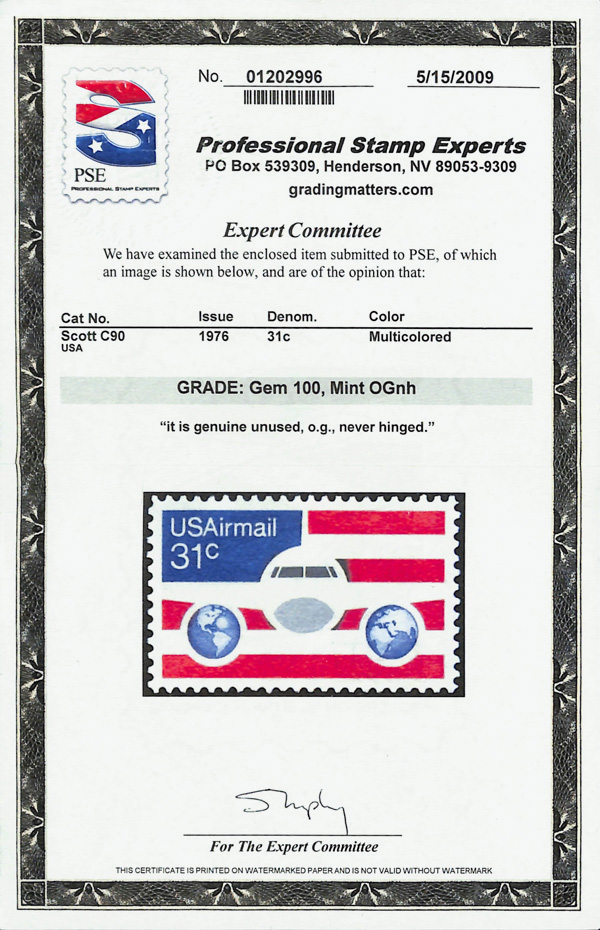 No. 01202996 5/15/2009
PSE
PROFESSIONAL STAMP EXPERTS
Professional Stamp Experts
PO Box 539309, Henderson, NV 89053-9309
gradingmatters.com
Expert Committee
We have examined the enclosed item submitted to PSE, of which
an image is shown below, and are of the opinion that:
Cat No. Issue Denom. Color
Scott C90 1976 31c Multicolored
USA
GRADE: Gem 100, Mint OGnh
“it is genuine unused, o.g., never hinged.”
USAirmail
31c
For The Expert Committee
THIS CERTIFICATE IS PRINTED ON WATERMARKED PAPER AND IS NOT VALID WITHOUT WATERMARK